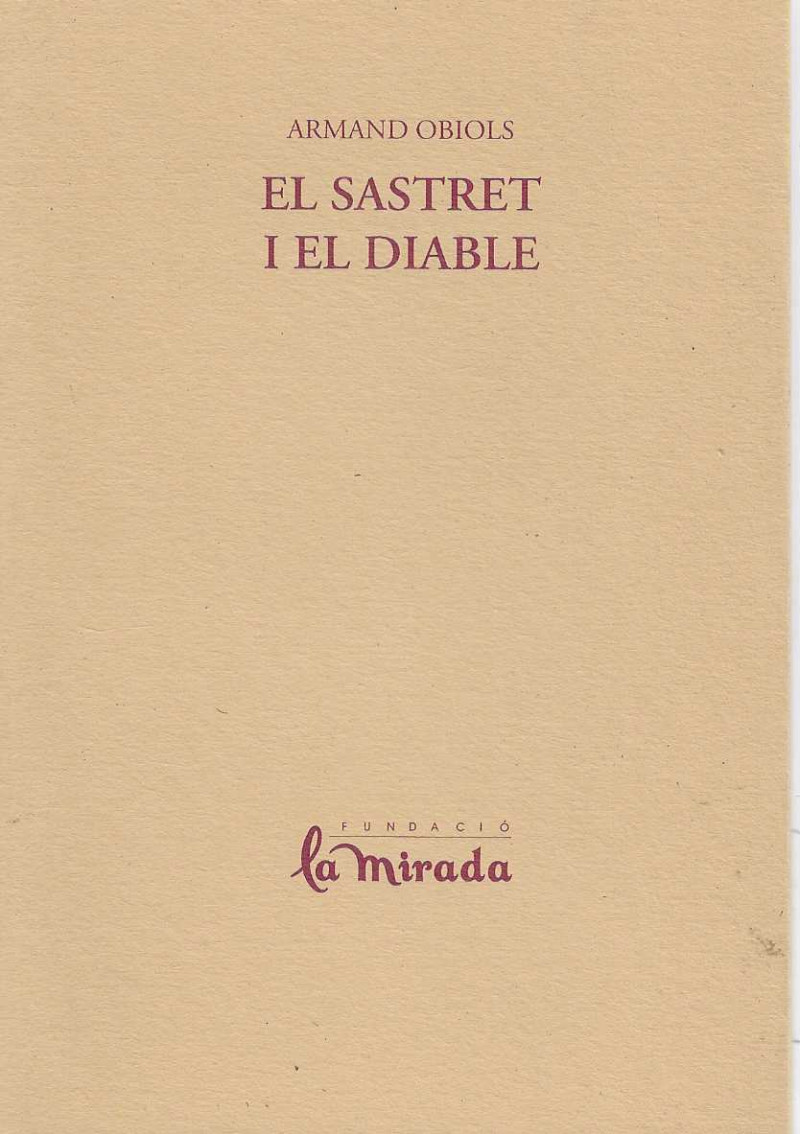 ARMAND OBIOLS
EL SASTRET
I EL DIABLE
FUNDACIÓ
la mirada